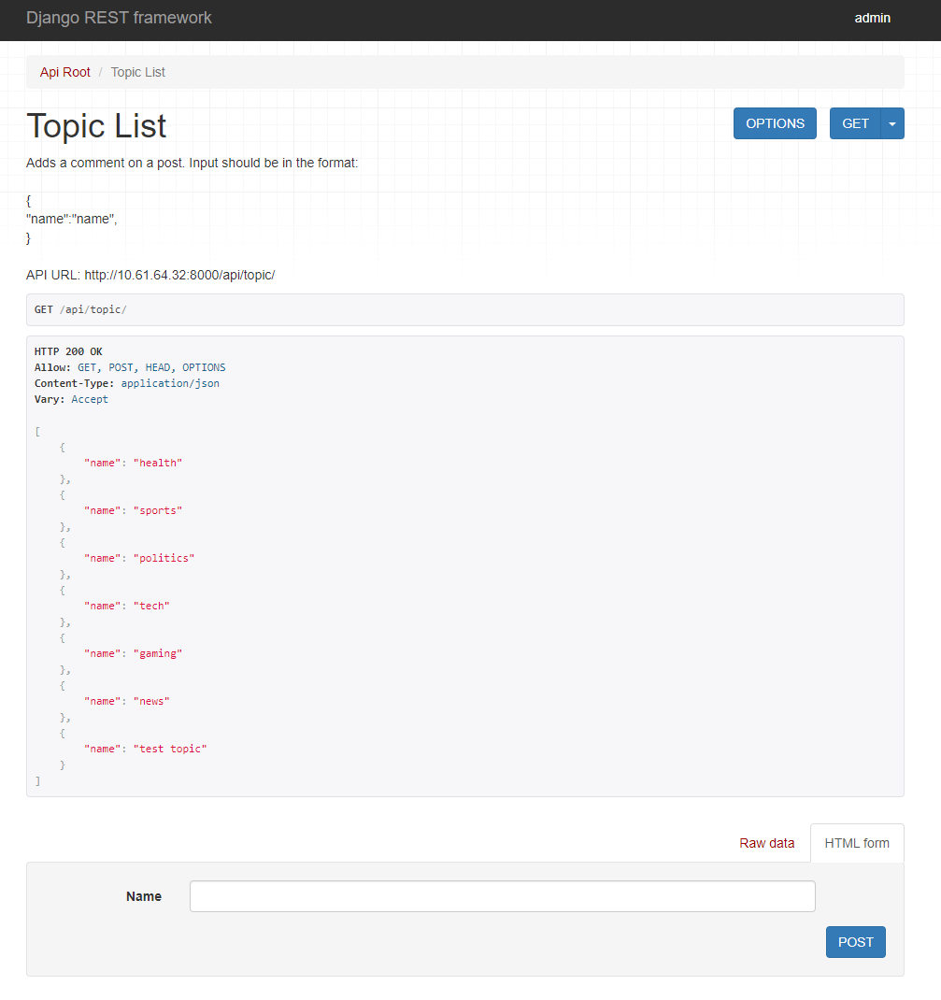 Django REST framework
admin
Api Root / Topic List
Topic List
OPTIONS
GET
Adds a comment on a post. Input should be in the format:
{
"name":"name",
}
API URL: http://10.61.64.32:8000/api/topic/
GET /api/topic/
HTTP 200 OK
Allow: GET, POST, HEAD, OPTIONS
Content-Type: application/json
Vary: Accept
[
    {
        "name": "health"
    },
    {
        "name": "sports"
    },
    {
        "name": "politics"
    },
    {
        "name": "tech"
    },
    {
        "name": "gaming"
    },
    {
        "name": "news"
    },
    {
        "name": "test topic"
    }
]
Raw data
HTML form
Name
POST